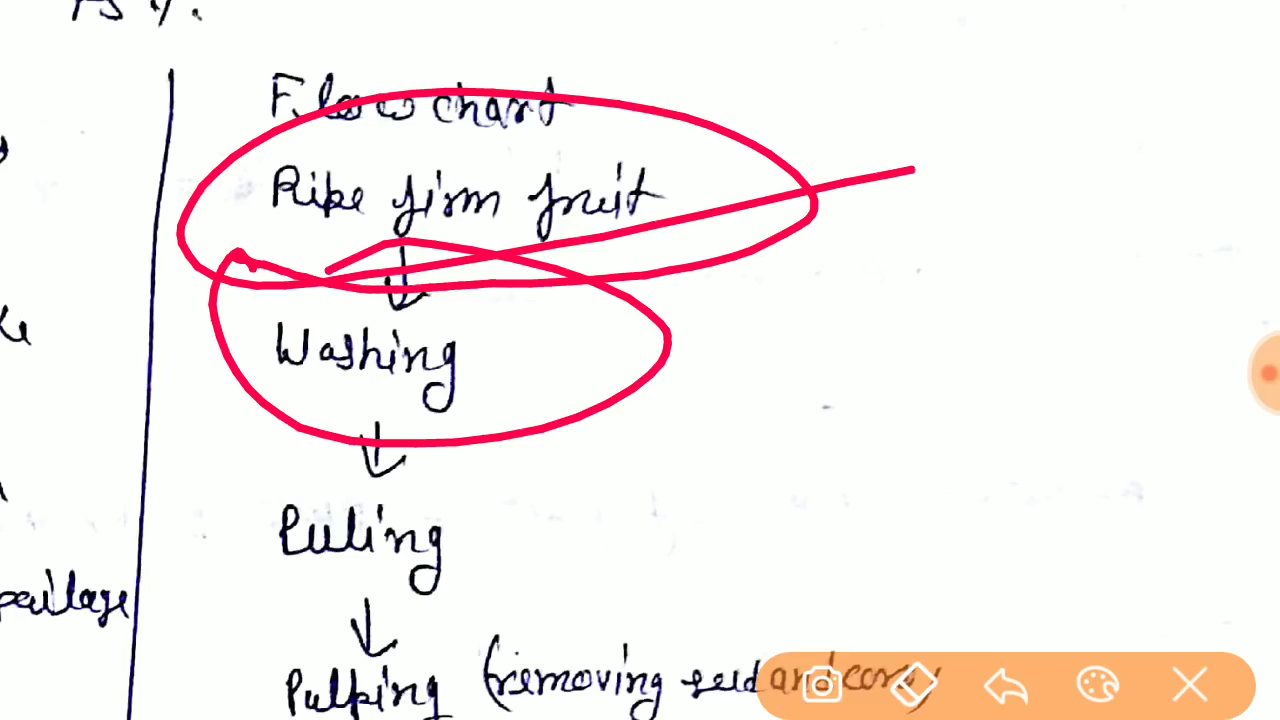 Flow chart
Ripe firm fruit
Washing
Peeling
Pulping (removing seed and core)